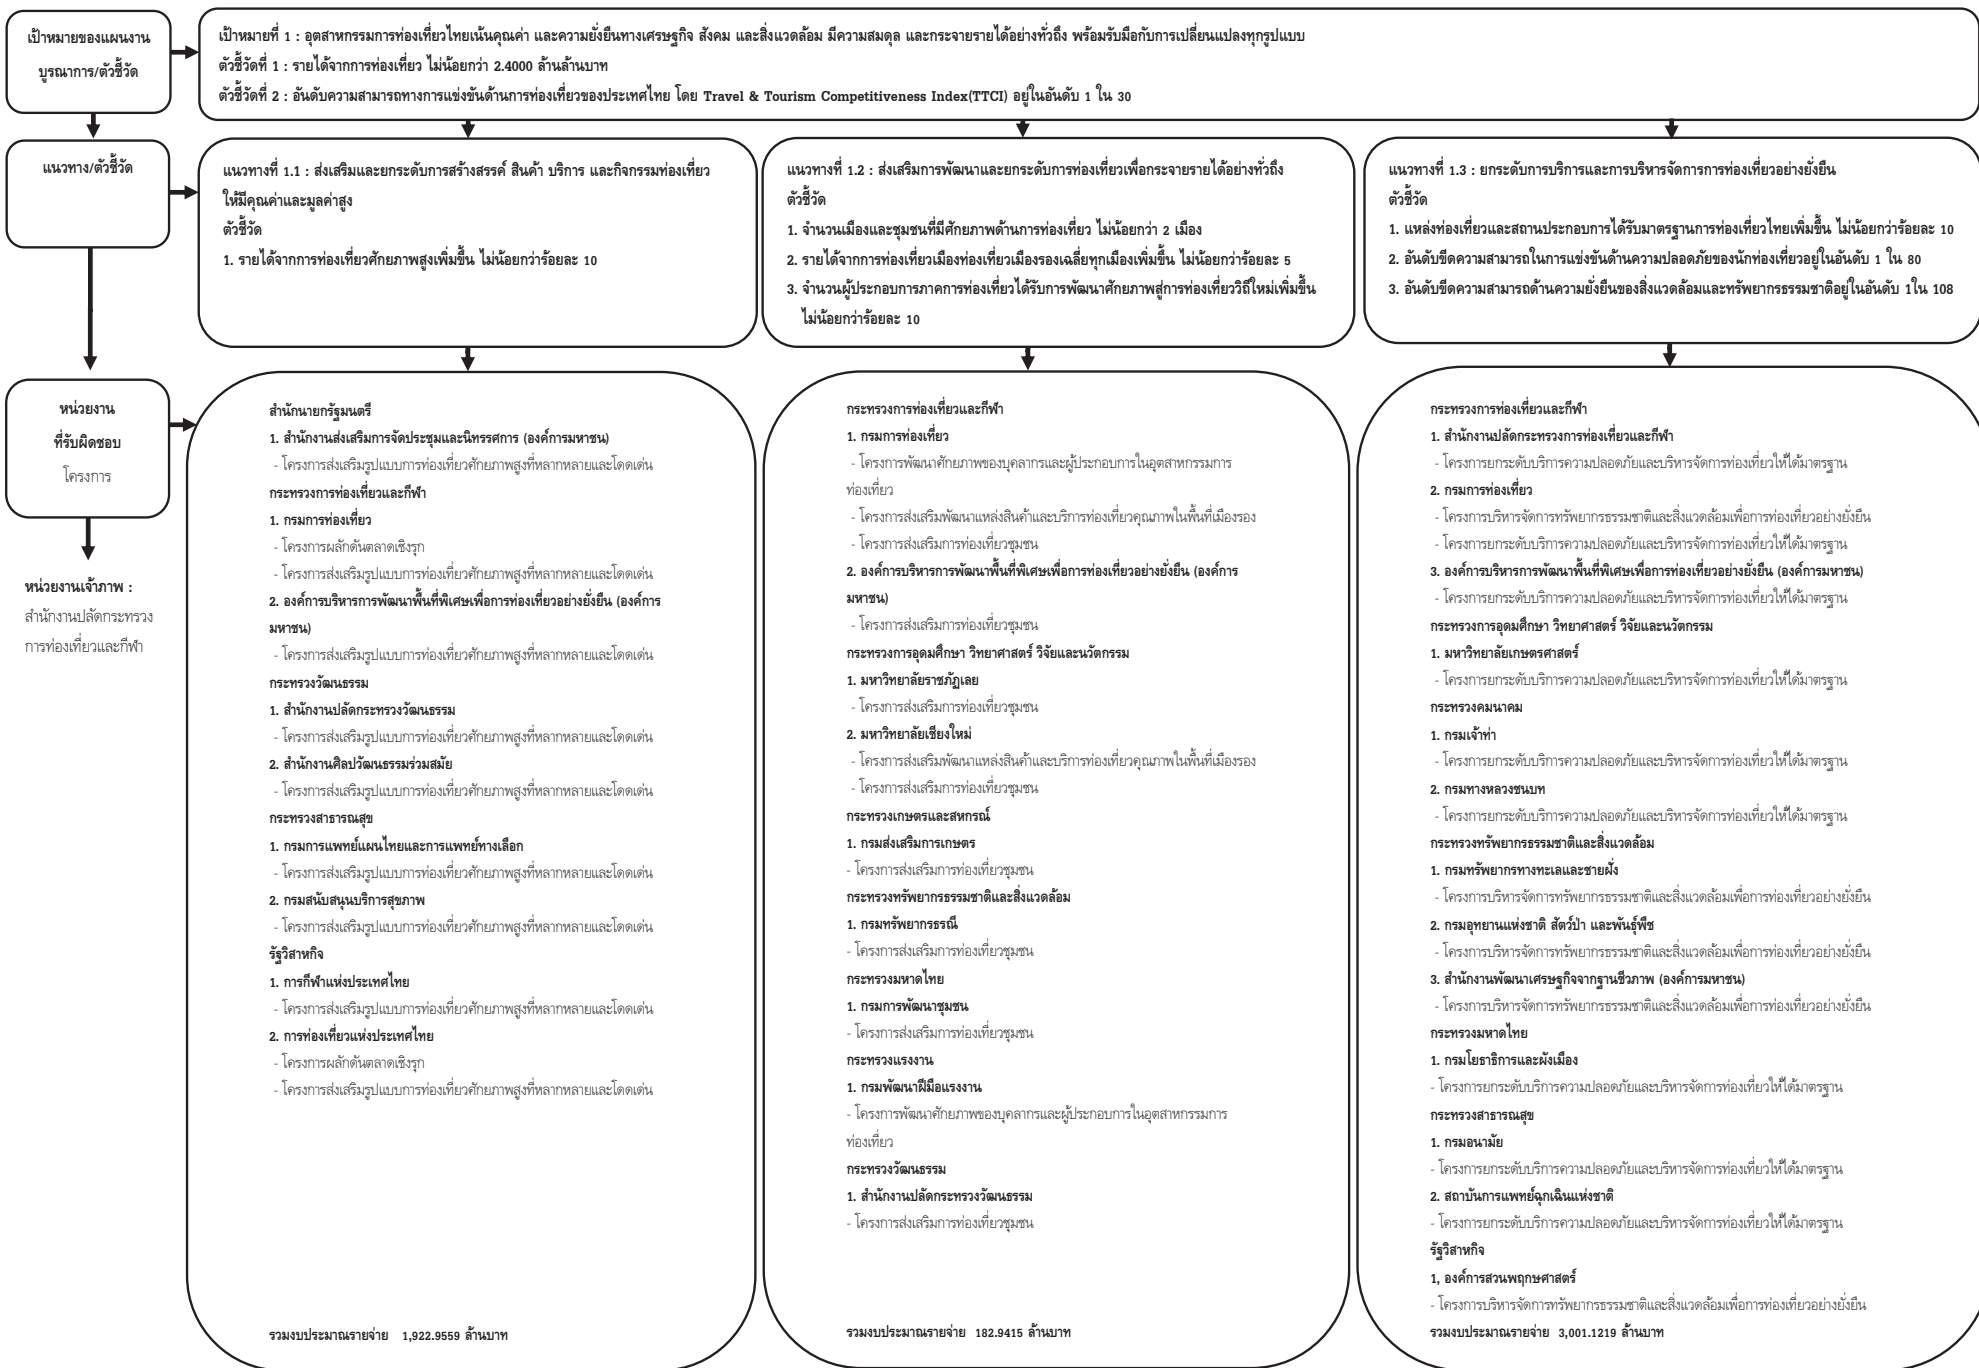 เป้าหมายของแผนงาน
บูรณาการ/ตัวชี้วัด
เป้าหมายที่ 1 : อุตสาหกรรมการท่องเที่ยวไทยเน้นคุณค่า และความยั่งยืนทางเศรษฐกิจ สังคม และสิ่งแวดล้อม มีความสมดุล และกระจายรายได้อย่างทั่วถึง พร้อมรับมือกับการเปลี่ยนแปลงทุกรูปแบบ
ตัวชี้วัดที่ 1 : รายได้จากการท่องเที่ยว ไม่น้อยกว่า 2.4000 ล้านล้านบาท
ตัวชี้วัดที่ 2 : อันดับความสามารถทางการแข่งขันด้านการท่องเที่ยวของประเทศไทย โดย Travel & Tourism Competitiveness Index(TTCI) อยู่ในอันดับ 1 ใน 30
แนวทาง/ตัวชี้วัด
แนวทางที่ 1.1 : ส่งเสริมและยกระดับการสร้างสรรค์ สินค้า บริการ และกิจกรรมท่องเที่ยว
ให้มีคุณค่าและมูลค่าสูง
ตัวชี้วัด
1. รายได้จากการท่องเที่ยวศักยภาพสูงเพิ่มขึ้น ไม่น้อยกว่าร้อยละ 10
แนวทางที่ 1.2 : ส่งเสริมการพัฒนาและยกระดับการท่องเที่ยวเพื่อกระจายรายได้อย่างทั่วถึง
ตัวชี้วัด
1. จำนวนเมืองและชุมชนที่มีศักยภาพด้านการท่องเที่ยว ไม่น้อยกว่า 2 เมือง
2. รายได้จากการท่องเที่ยวเมืองท่องเที่ยวเมืองรองเฉลี่ยทุกเมืองเพิ่มขึ้น ไม่น้อยกว่าร้อยละ 5
3. จำนวนผู้ประกอบการภาคการท่องเที่ยวได้รับการพัฒนาศักยภาพสู่การท่องเที่ยววิถีใหม่เพิ่มขึ้น
ไม่น้อยกว่าร้อยละ 10
แนวทางที่ 1.3 : ยกระดับการบริการและการบริหารจัดการการท่องเที่ยวอย่างยั่งยืน
ตัวชี้วัด
1. แหล่งท่องเที่ยวและสถานประกอบการได้รับมาตรฐานการท่องเที่ยวไทยเพิ่มขึ้น ไม่น้อยกว่าร้อยละ 10
2. อันดับขีดความสามารถในการแข่งขันด้านความปลอดภัยของนักท่องเที่ยวอยู่ในอันดับ 1 ใน 80
3. อันดับขีดความสามารถด้านความยั่งยืนของสิ่งแวดล้อมและทรัพยากรธรรมชาติอยู่ในอันดับ 1ใน 108
หน่วยงาน
ที่รับผิดชอบ
โครงการ
หน่วยงานเจ้าภาพ :
สำนักงานปลัดกระทรวง
การท่องเที่ยวและกีฬา
สำนักนายกรัฐมนตรี
1. สำนักงานส่งเสริมการจัดประชุมและนิทรรศการ (องค์การมหาชน)
- โครงการส่งเสริมรูปแบบการท่องเที่ยวศักยภาพสูงที่หลากหลายและโดดเด่น
กระทรวงการท่องเที่ยวและกีฬา
1. กรมการท่องเที่ยว
- โครงการผลักดันตลาดเชิงรุก
- โครงการส่งเสริมรูปแบบการท่องเที่ยวศักยภาพสูงที่หลากหลายและโดดเด่น
2. องค์การบริหารการพัฒนาพื้นที่พิเศษเพื่อการท่องเที่ยวอย่างยั่งยืน (องค์การ
มหาชน)
- โครงการส่งเสริมรูปแบบการท่องเที่ยวศักยภาพสูงที่หลากหลายและโดดเด่น
กระทรวงวัฒนธรรม
1. สำนักงานปลัดกระทรวงวัฒนธรรม
- โครงการส่งเสริมรูปแบบการท่องเที่ยวศักยภาพสูงที่หลากหลายและโดดเด่น
2. สำนักงานศิลปวัฒนธรรมร่วมสมัย
- โครงการส่งเสริมรูปแบบการท่องเที่ยวศักยภาพสูงที่หลากหลายและโดดเด่น
กระทรวงสาธารณสุข
1. กรมการแพทย์แผนไทยและการแพทย์ทางเลือก
- โครงการส่งเสริมรูปแบบการท่องเที่ยวศักยภาพสูงที่หลากหลายและโดดเด่น
2. กรมสนับสนุนบริการสุขภาพ
- โครงการส่งเสริมรูปแบบการท่องเที่ยวศักยภาพสูงที่หลากหลายและโดดเด่น
รัฐวิสาหกิจ
1. การกีฬาแห่งประเทศไทย
- โครงการส่งเสริมรูปแบบการท่องเที่ยวศักยภาพสูงที่หลากหลายและโดดเด่น
2. การท่องเที่ยวแห่งประเทศไทย
- โครงการผลักดันตลาดเชิงรุก
- โครงการส่งเสริมรูปแบบการท่องเที่ยวศักยภาพสูงที่หลากหลายและโดดเด่น
รวมงบประมาณรายจ่าย 1,922.9559 ล้านบาท
กระทรวงการท่องเที่ยวและกีฬา
1. กรมการท่องเที่ยว
- โครงการพัฒนาศักยภาพของบุคลากรและผู้ประกอบการในอุตสาหกรรมการ
ท่องเที่ยว
- โครงการส่งเสริมพัฒนาแหล่งสินค้าและบริการท่องเที่ยวคุณภาพในพื้นที่เมืองรอง
- โครงการส่งเสริมการท่องเที่ยวชุมชน
2. องค์การบริหารการพัฒนาพื้นที่พิเศษเพื่อการท่องเที่ยวอย่างยั่งยืน (องค์การ
มหาชน)
- โครงการส่งเสริมการท่องเที่ยวชุมชน
กระทรวงการอุดมศึกษา วิทยาศาสตร์ วิจัยและนวัตกรรม
1. มหาวิทยาลัยราชภัฏเลย
- โครงการส่งเสริมการท่องเที่ยวชุมชน
2. มหาวิทยาลัยเชียงใหม่
- โครงการส่งเสริมพัฒนาแหล่งสินค้าและบริการท่องเที่ยวคุณภาพในพื้นที่เมืองรอง
- โครงการส่งเสริมการท่องเที่ยวชุมชน
กระทรวงเกษตรและสหกรณ์
1. กรมส่งเสริมการเกษตร
- โครงการส่งเสริมการท่องเที่ยวชุมชน
กระทรวงทรัพยากรธรรมชาติและสิ่งแวดล้อม
1. กรมทรัพยากรธรณี
- โครงการส่งเสริมการท่องเที่ยวชุมชน
กระทรวงมหาดไทย
1. กรมการพัฒนาชุมชน
- โครงการส่งเสริมการท่องเที่ยวชุมชน
กระทรวงแรงงาน
1. กรมพัฒนาฝีมือแรงงาน
- โครงการพัฒนาศักยภาพของบุคลากรและผู้ประกอบการในอุตสาหกรรมการ
ท่องเที่ยว
กระทรวงวัฒนธรรม
1. สำนักงานปลัดกระทรวงวัฒนธรรม
- โครงการส่งเสริมการท่องเที่ยวชุมชน
รวมงบประมาณรายจ่าย 182.9415 ล้านบาท
กระทรวงการท่องเที่ยวและกีฬา
1. สำนักงานปลัดกระทรวงการท่องเที่ยวและกีฬา
- โครงการยกระดับบริการความปลอดภัยและบริหารจัดการท่องเที่ยวให้ได้มาตรฐาน
2. กรมการท่องเที่ยว
- โครงการบริหารจัดการทรัพยากรธรรมชาติและสิ่งแวดล้อมเพื่อการท่องเที่ยวอย่างยั่งยืน
- โครงการยกระดับบริการความปลอดภัยและบริหารจัดการท่องเที่ยวให้ได้มาตรฐาน
3. องค์การบริหารการพัฒนาพื้นที่พิเศษเพื่อการท่องเที่ยวอย่างยั่งยืน (องค์การมหาชน)
- โครงการยกระดับบริการความปลอดภัยและบริหารจัดการท่องเที่ยวให้ได้มาตรฐาน
กระทรวงการอุดมศึกษา วิทยาศาสตร์ วิจัยและนวัตกรรม
1. มหาวิทยาลัยเกษตรศาสตร์
- โครงการยกระดับบริการความปลอดภัยและบริหารจัดการท่องเที่ยวให้ได้มาตรฐาน
กระทรวงคมนาคม
1. กรมเจ้าท่า
- โครงการยกระดับบริการความปลอดภัยและบริหารจัดการท่องเที่ยวให้ได้มาตรฐาน
2. กรมทางหลวงชนบท
- โครงการยกระดับบริการความปลอดภัยและบริหารจัดการท่องเที่ยวให้ได้มาตรฐาน
กระทรวงทรัพยากรธรรมชาติและสิ่งแวดล้อม
1. กรมทรัพยากรทางทะเลและชายฝั่ง
- โครงการบริหารจัดการทรัพยากรธรรมชาติและสิ่งแวดล้อมเพื่อการท่องเที่ยวอย่างยั่งยืน
2. กรมอุทยานแห่งชาติ สัตว์ป่า และพันธุ์พืช
- โครงการบริหารจัดการทรัพยากรธรรมชาติและสิ่งแวดล้อมเพื่อการท่องเที่ยวอย่างยั่งยืน
3. สำนักงานพัฒนาเศรษฐกิจจากฐานชีวภาพ (องค์การมหาชน)
- โครงการบริหารจัดการทรัพยากรธรรมชาติและสิ่งแวดล้อมเพื่อการท่องเที่ยวอย่างยั่งยืน
กระทรวงมหาดไทย
1. กรมโยธาธิการและผังเมือง
- โครงการยกระดับบริการความปลอดภัยและบริหารจัดการท่องเที่ยวให้ได้มาตรฐาน
กระทรวงสาธารณสุข
1. กรมอนามัย
- โครงการยกระดับบริการความปลอดภัยและบริหารจัดการท่องเที่ยวให้ได้มาตรฐาน
2. สถาบันการแพทย์ฉุกเฉินแห่งชาติ
- โครงการยกระดับบริการความปลอดภัยและบริหารจัดการท่องเที่ยวให้ได้มาตรฐาน
รัฐวิสาหกิจ
1, องค์การสวนพฤกษศาสตร์
- โครงการบริหารจัดการทรัพยากรธรรมชาติและสิ่งแวดล้อมเพื่อการท่องเที่ยวอย่างยั่งยืน
รวมงบประมาณรายจ่าย 3,001.1219 ล้านบาท